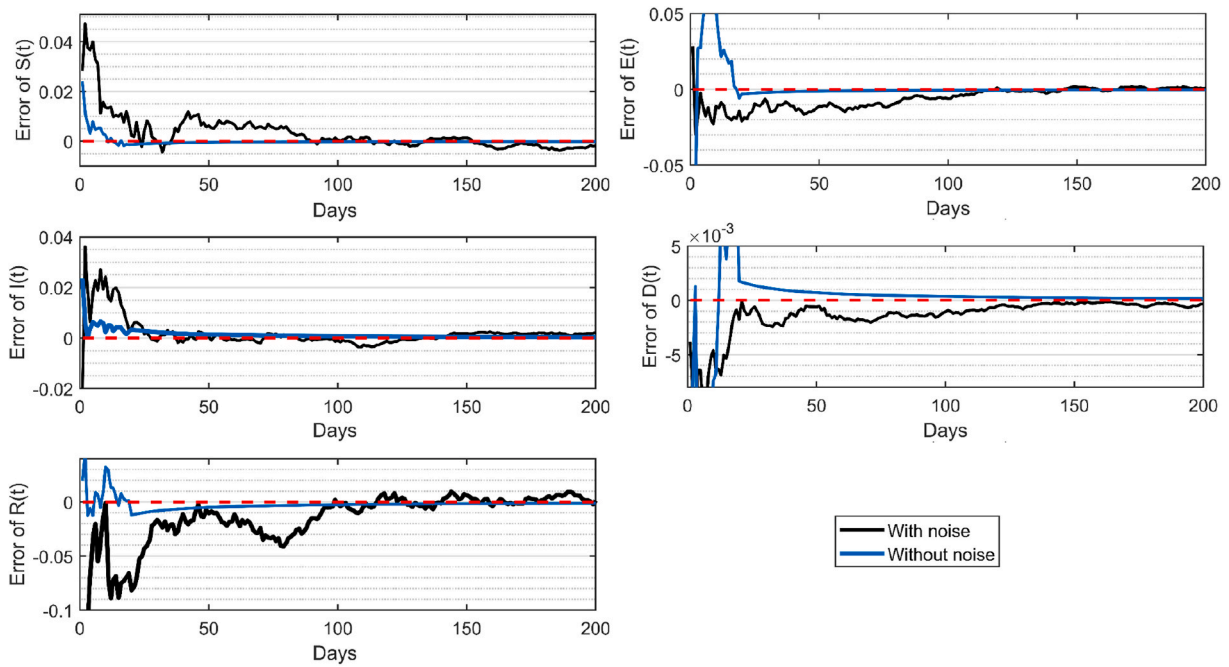 Error of S(t)
0.04
0.02
0
0 50 100 150 200
Days
Error of E(t)
0.05
0
-0.05
0 50 100 150 200
Days
Error of I(t)
0.04
0.02
0
-0.02
0 50 100 150 200
Days
×10-3
Error of D(t)
5
0
-5
0 50 100 150 200
Days
Error of R(t)
0
-0.05
-0.1
0 50 100 150 200
Days
With noise
Without noise